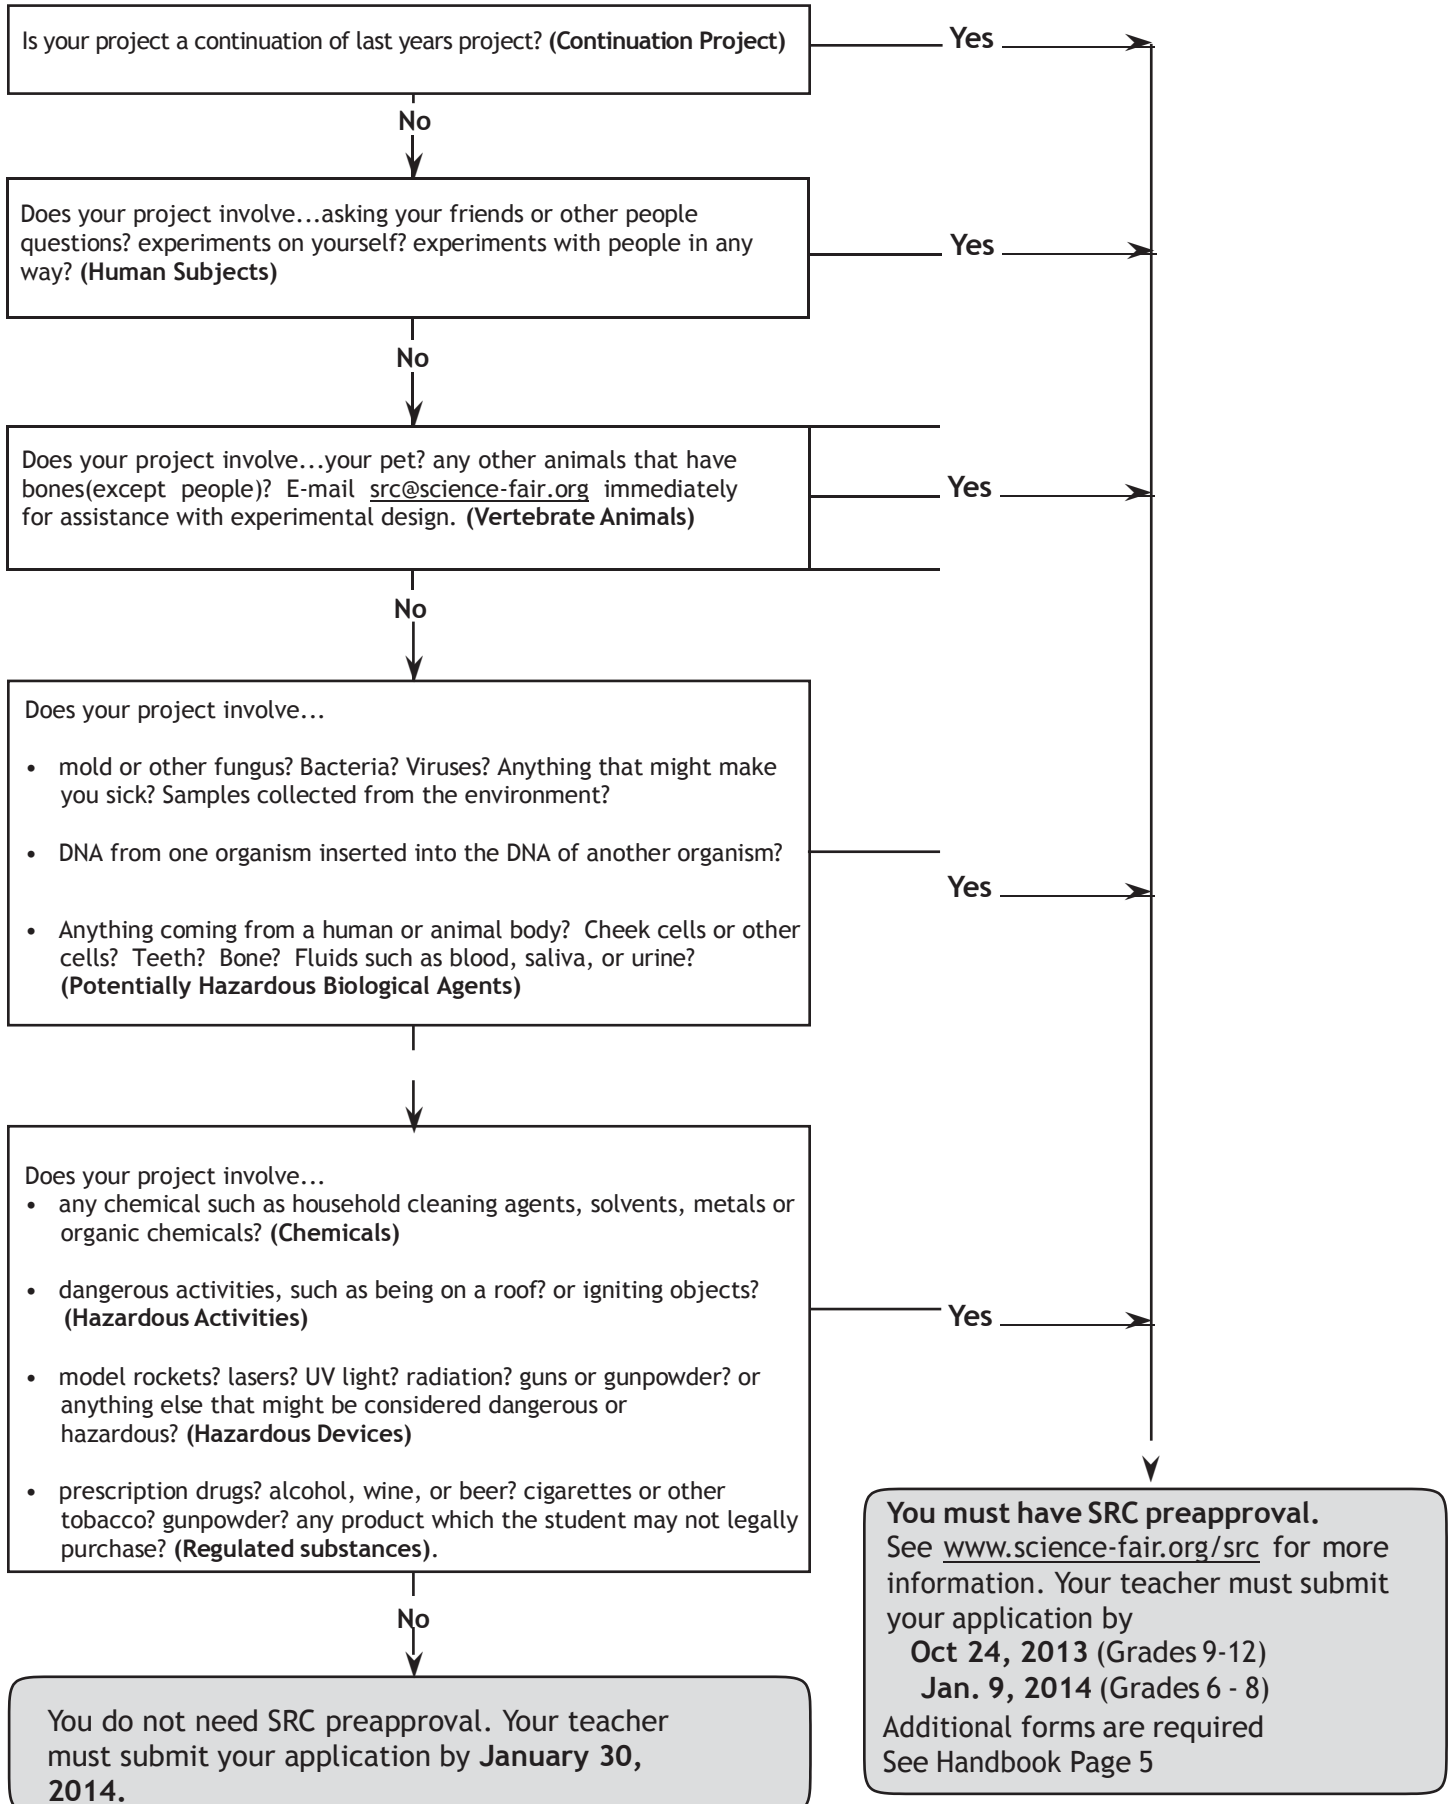 Is your project a continuation of last years project? (Continuation Project)
Yes
No
Does your project involve...asking your friends or other people
questions? experiments on yourself? experiments with people in any
way? (Human Subjects)
Yes
No
Does your project involve...your pet? any other animals that have
bones(except people)? E-mail src@science-fair.org immediately
for assistance with experimental design. (Vertebrate Animals)
Yes
No
Does your project involve...
• mold or other fungus? Bacteria? Viruses? Anything that might make
you sick? Samples collected from the environment?
• DNA from one organism inserted into the DNA of another organism?
Yes
• Anything coming from a human or animal body? Cheek cells or other
cells? Teeth? Bone? Fluids such as blood, saliva, or urine?
(Potentially Hazardous Biological Agents)
Does your project involve...
• any chemical such as household cleaning agents, solvents, metals or
organic chemicals? (Chemicals)
• dangerous activities, such as being on a roof? or igniting objects?
(Hazardous Activities)
Yes
• model rockets? lasers? UV light? radiation? guns or gunpowder? or
anything else that might be considered dangerous or
hazardous? (Hazardous Devices)
• prescription drugs? alcohol, wine, or beer? cigarettes or other
tobacco? gunpowder? any product which the student may not legally
purchase? (Regulated substances).
No
You do not need SRC preapproval. Your teacher
must submit your application by January 30,
2014.
You must have SRC preapproval.
See www.science-fair.org/src for more
information. Your teacher must submit
your application by
Oct 24, 2013 (Grades 9-12)
Jan. 9, 2014 (Grades 6 - 8)
Additional forms are required
See Handbook Page 5